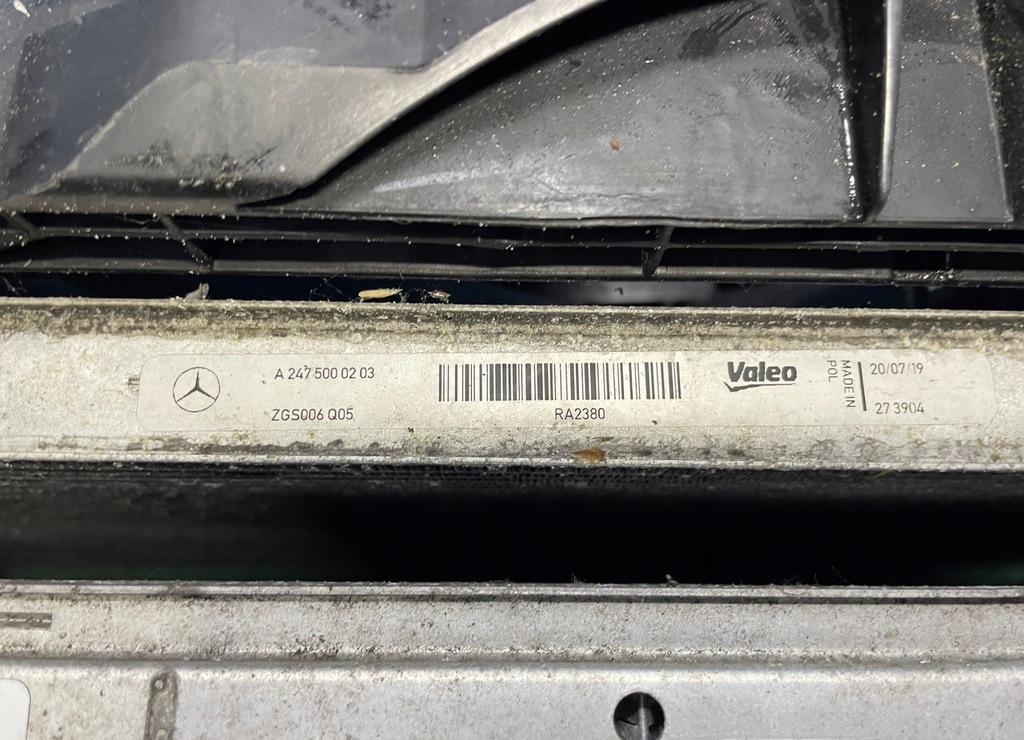 A 247 500 02 03
ZGS006 Q05
RA2380
Valeo
MADE IN
POL
20/07/19
27 3904